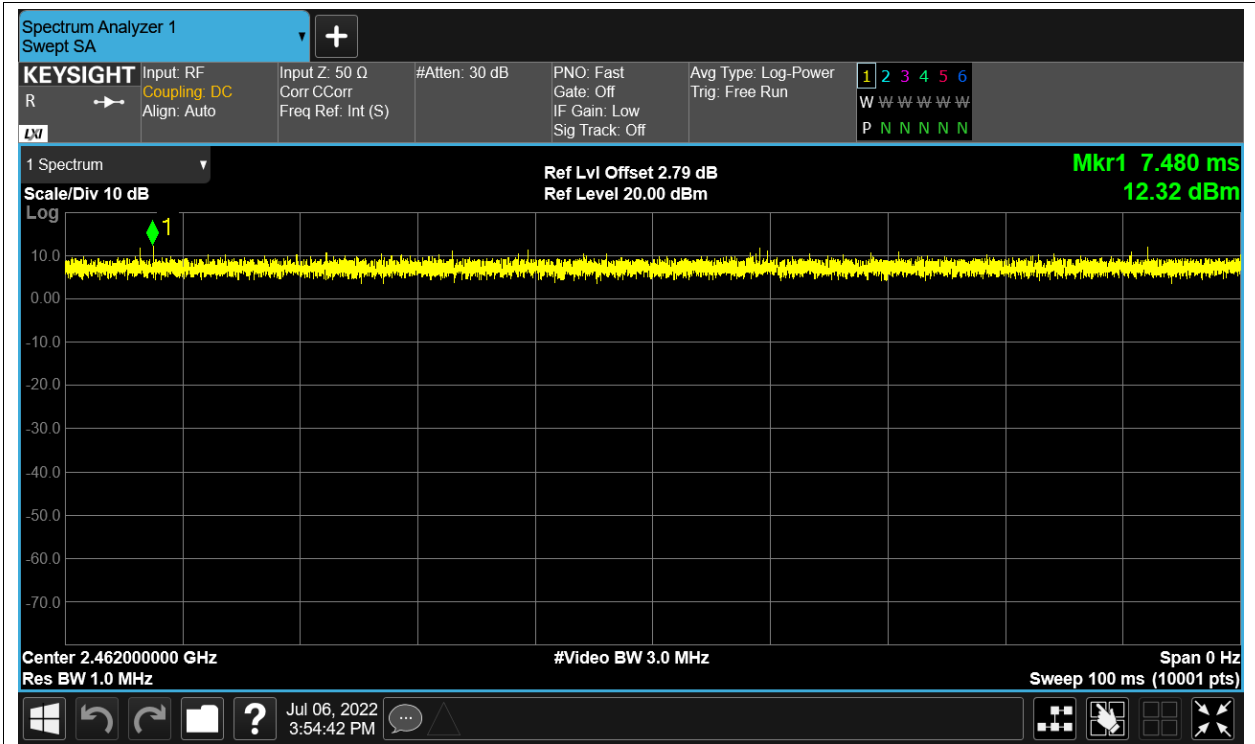 Spectrum Analyzer 1
Swept SA
KEYSIGHT
R
LXI
Input: RF
Coupling: DC
Align: Auto
Input Z: 50 Ω
Corr CCorr
Freq Ref: Int (S)
#Atten: 30 dB
PNO: Fast
Gate: Off
IF Gain: Low
Sig Track: Off
Avg Type: Log-Power
Trig: Free Run
1 2 3 4 5 6
W W W W W W
P N N N N N
1 Spectrum
Scale/Div 10 dB
Ref Lvl Offset 2.79 dB
Ref Level 20.00 dBm
Mkr1 7.480 ms
12.32 dBm
Log
1
10.0
0.00
-10.0
-20.0
-30.0
-40.0
-50.0
-60.0
-70.0
Center 2.462000000 GHz
#Video BW 3.0 MHz
Span 0 Hz
Res BW 1.0 MHz
Sweep 100 ms (10001 pts)
?
Jul 06, 2022
3:54:42 PM